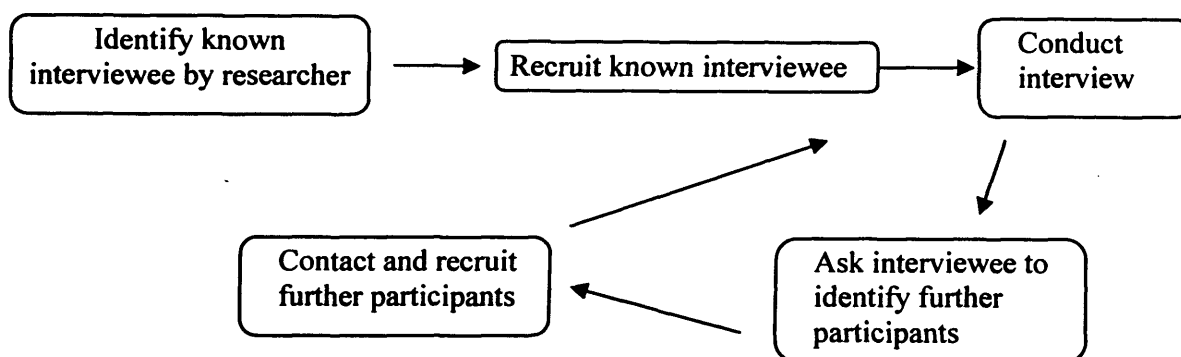 Identify known
interviewee by researcher
Recruit known interviewee
Conduct
interview
Contact and recruit
further participants
Ask interviewee to
identify further
participants